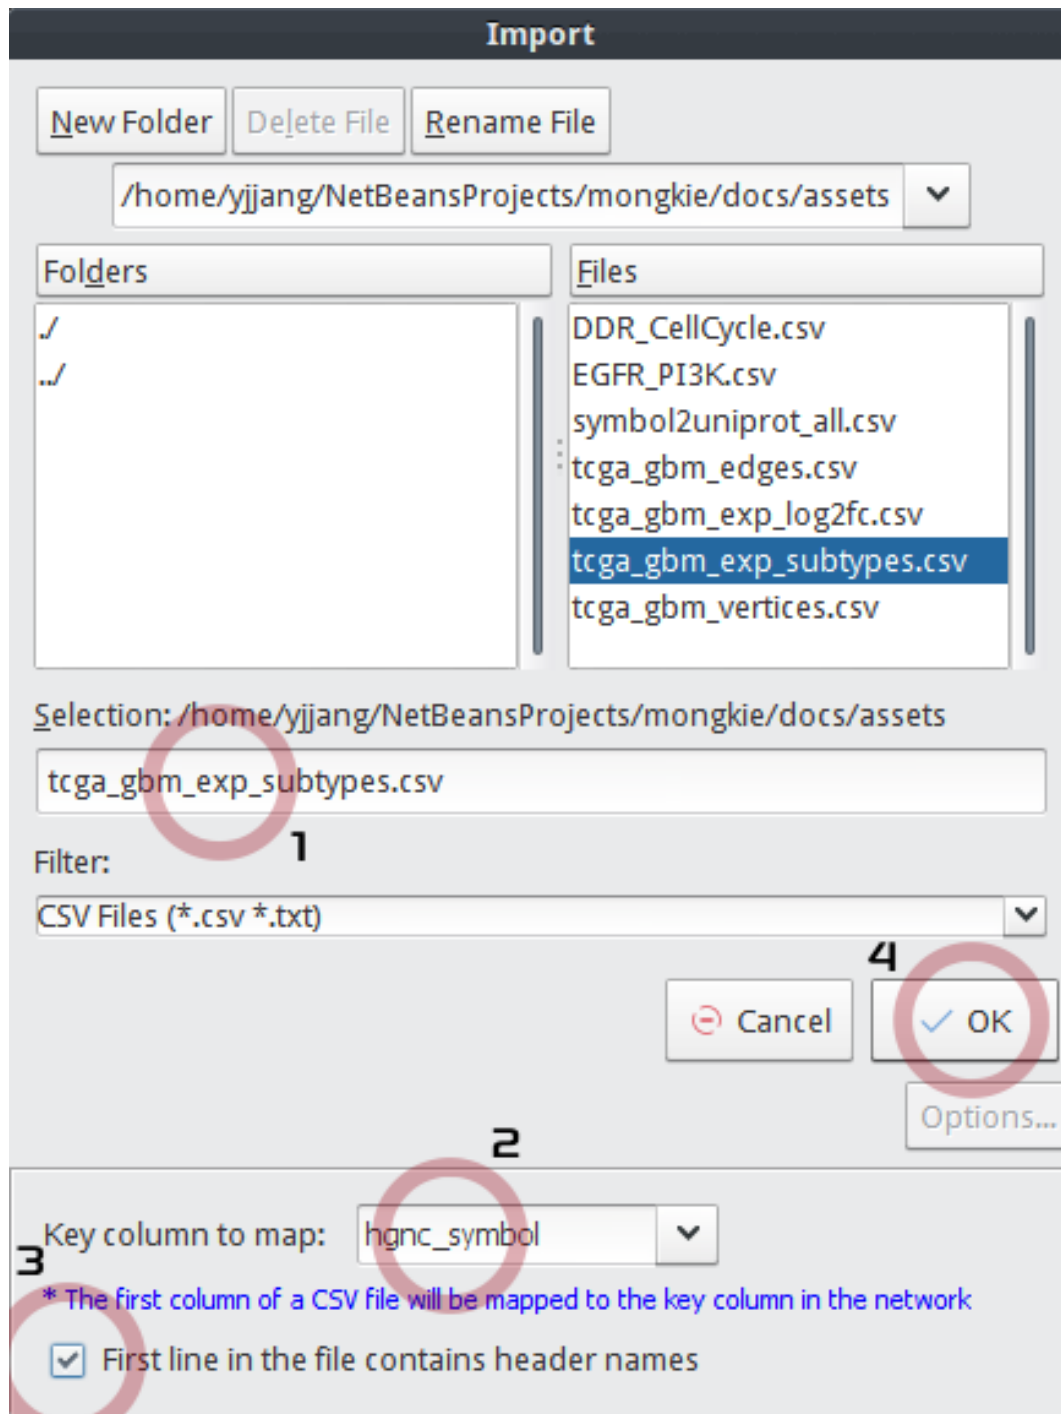 Import
New Folder Delete File Rename File
/home/yjjang/NetBeansProjects/mongkie/docs/assets
Folders
./
../
Files
DDR_CellCycle.csv
EGFR_PI3K.csv
symbol2uniprot_all.csv
tcga_gbm_edges.csv
tcga_gbm_exp_log2fc.csv
tcga_gbm_exp_subtypes.csv
tcga_gbm_vertices.csv
Selection: /home/yjjang/NetBeansProjects/mongkie/docs/assets
tcga_gbm_exp_subtypes.csv
1
Filter:
CSV Files (*.csv *.txt)
4
Cancel OK
Options...
2
Key column to map: hgnc_symbol
3
* The first column of a CSV file will be mapped to the key column in the network
First line in the file contains header names